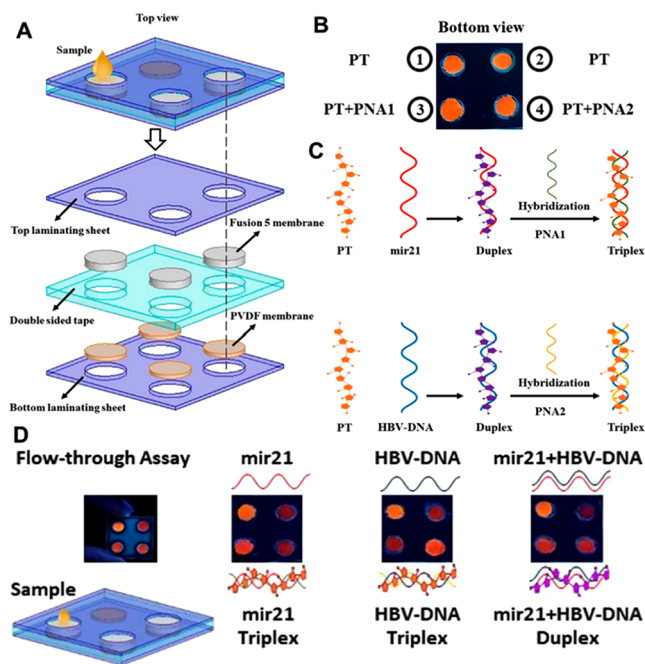 A
Top view
Sample
Top laminating sheet
Fusion 5 membrane
Double sided tape
PVDF membrane
Bottom laminating sheet
B
Bottom view
PT 1 2 PT
PT+PNA1 3 4 PT+PNA2
C
PT mir21 Duplex Hybridization PNA1 Triplex
PT HBV-DNA Duplex Hybridization PNA2 Triplex
D
Flow-through Assay
mir21 HBV-DNA mir21+HBV-DNA
Sample
mir21 HBV-DNA mir21+HBV-DNA
Triplex Triplex Duplex